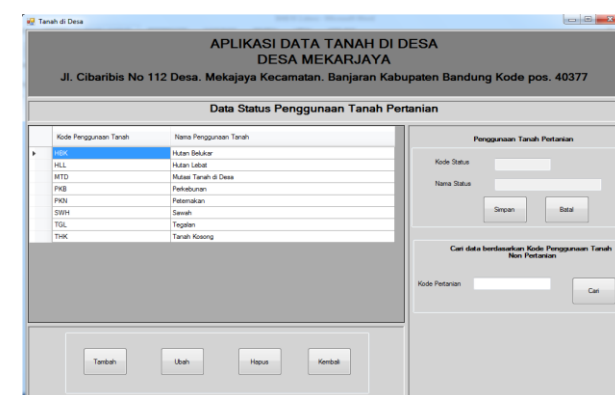 Tanah di Desa
APLIKASI DATA TANAH DI DESA
DESA MEKARJAYA
Jl. Cibaribis No 112 Desa. Mekajaya Kecamatan. Banjaran Kabupaten Bandung Kode pos. 40377
Data Status Penggunaan Tanah Pertanian
Kode Penggunaan Tanah Nama Penggunaan Tanah
HBK Hutan Belukar
HLL Hutan Lebat
MTD Mutasi Tanah di Desa
PKB Perkebunan
PKN Peternakan
SWH Sawah
TGL Tegalan
THK Tanah Kosong
Penggunaan Tanah Pertanian
Kode Status
Nama Status
Simpan Batal
Cari data berdasarkan Kode Penggunaan Tanah
Non Pertanian
Kode Pertanian Cari
Tambah Ubah Hapus Kembali